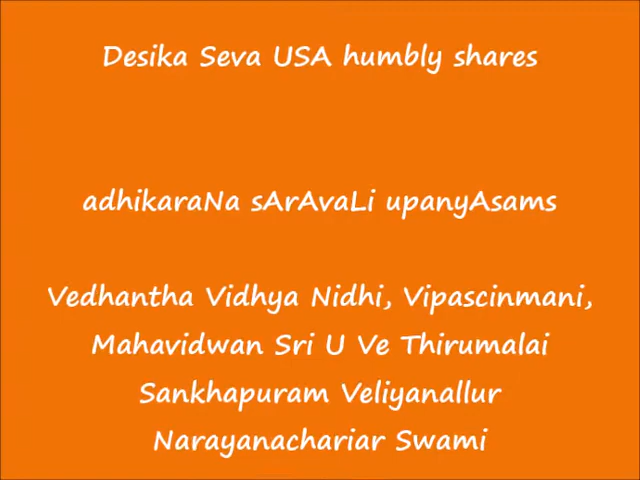 Desika Seva USA humbly shares
adhikaraNa sArAvaLi upanyAsams
Vedhantha Vidhya Nidhi, Vipascinmani,
Mahavidwan Sri U Ve Thirumalai
Sankhapuram Veliyanallur
Narayanachariar Swami